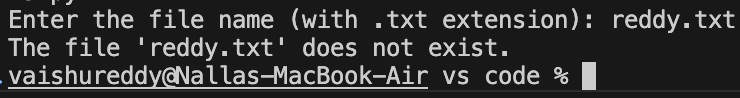 Enter the file name (with .txt extension): reddy.txt
The file 'reddy.txt' does not exist.
vaishureddy@Nallas-MacBook-Air vs code %